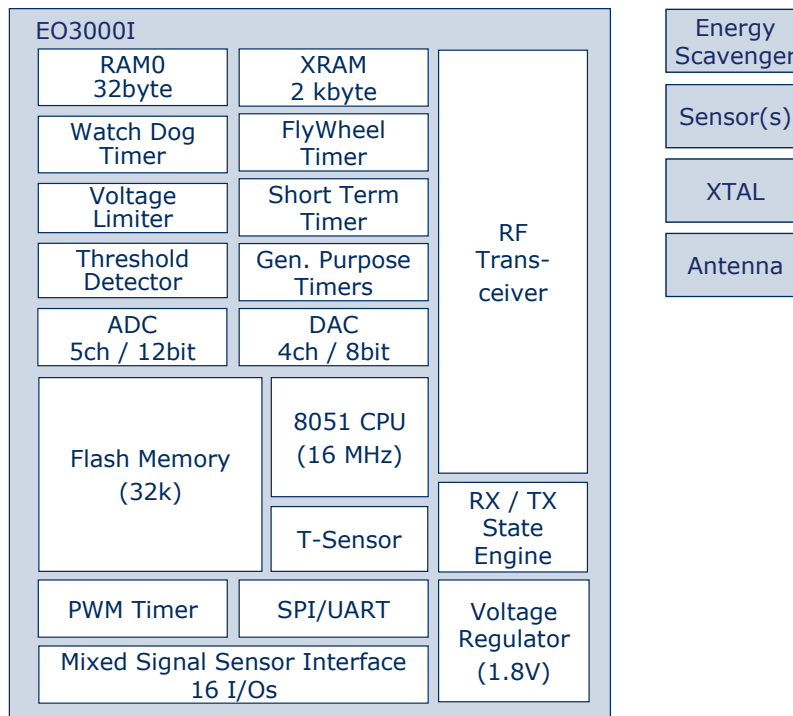 EO3000I
RAM0
32byte
XRAM
2 kbyte
Watch Dog
Timer
FlyWheel
Timer
Voltage
Limiter
Short Term
Timer
Threshold
Detector
Gen. Purpose
Timers
ADC
5ch / 12bit
DAC
4ch / 8bit
RF
Trans-
ceiver
Flash Memory
(32k)
8051 CPU
(16 MHz)
T-Sensor
RX / TX
State
Engine
PWM Timer
SPI/UART
Voltage
Regulator
(1.8V)
Mixed Signal Sensor Interface
16 I/Os
Energy
Scavenger
Sensor(s)
XTAL
Antenna